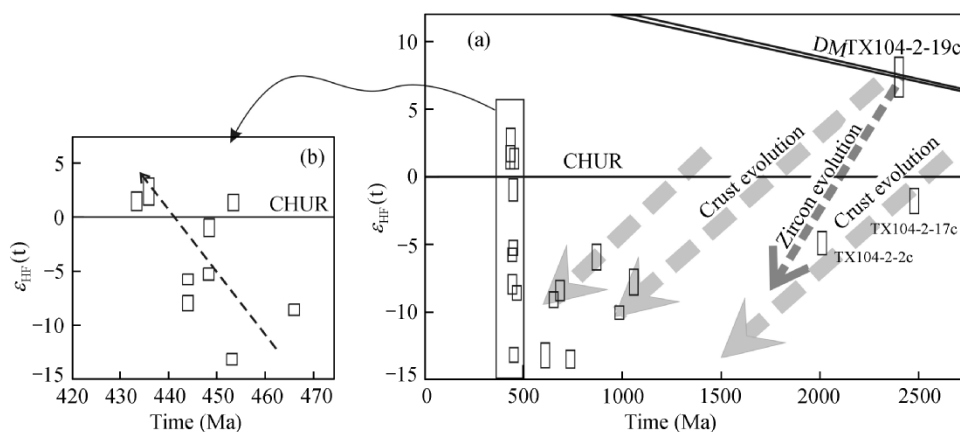 (a)
DM
TX104-2-19c
10
5
0
−5
−10
−15
εHF(t)
CHUR
Crust evolution
Zircon evolution
Crust evolution
TX104-2-17c
TX104-2-2c
0
500
1000
1500
2000
2500
Time (Ma)
(b)
5
0
−5
−10
−15
εHF(t)
CHUR
420
430
440
450
460
470
Time (Ma)